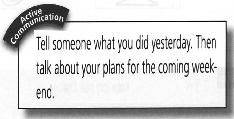 Active
Communication
Tell someone what you did yesterday. Then
talk about your plans for the coming week-
end.